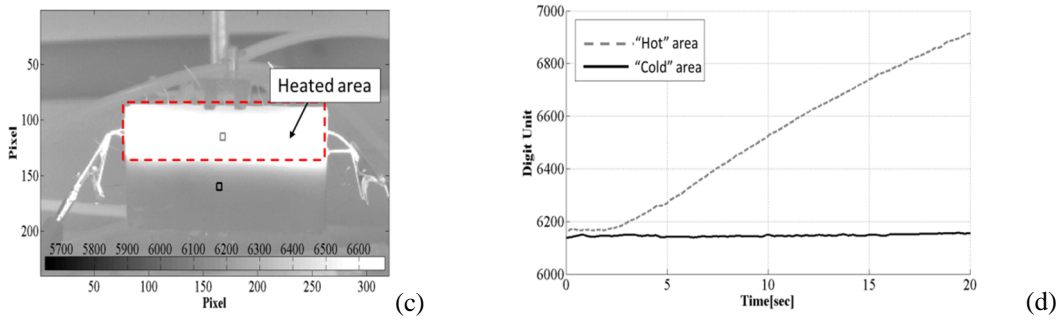 50
100
150
200
Pixel
Heated area
5700 5800 5900 6000 6100 6200 6300 6400 6500 6600
50 100 150 200 250 300
Pixel
(c)
7000
6800
6600
6400
6200
6000
Digit Unit
"Hot" area
"Cold" area
0 5 10 15 20
Time[sec]
(d)